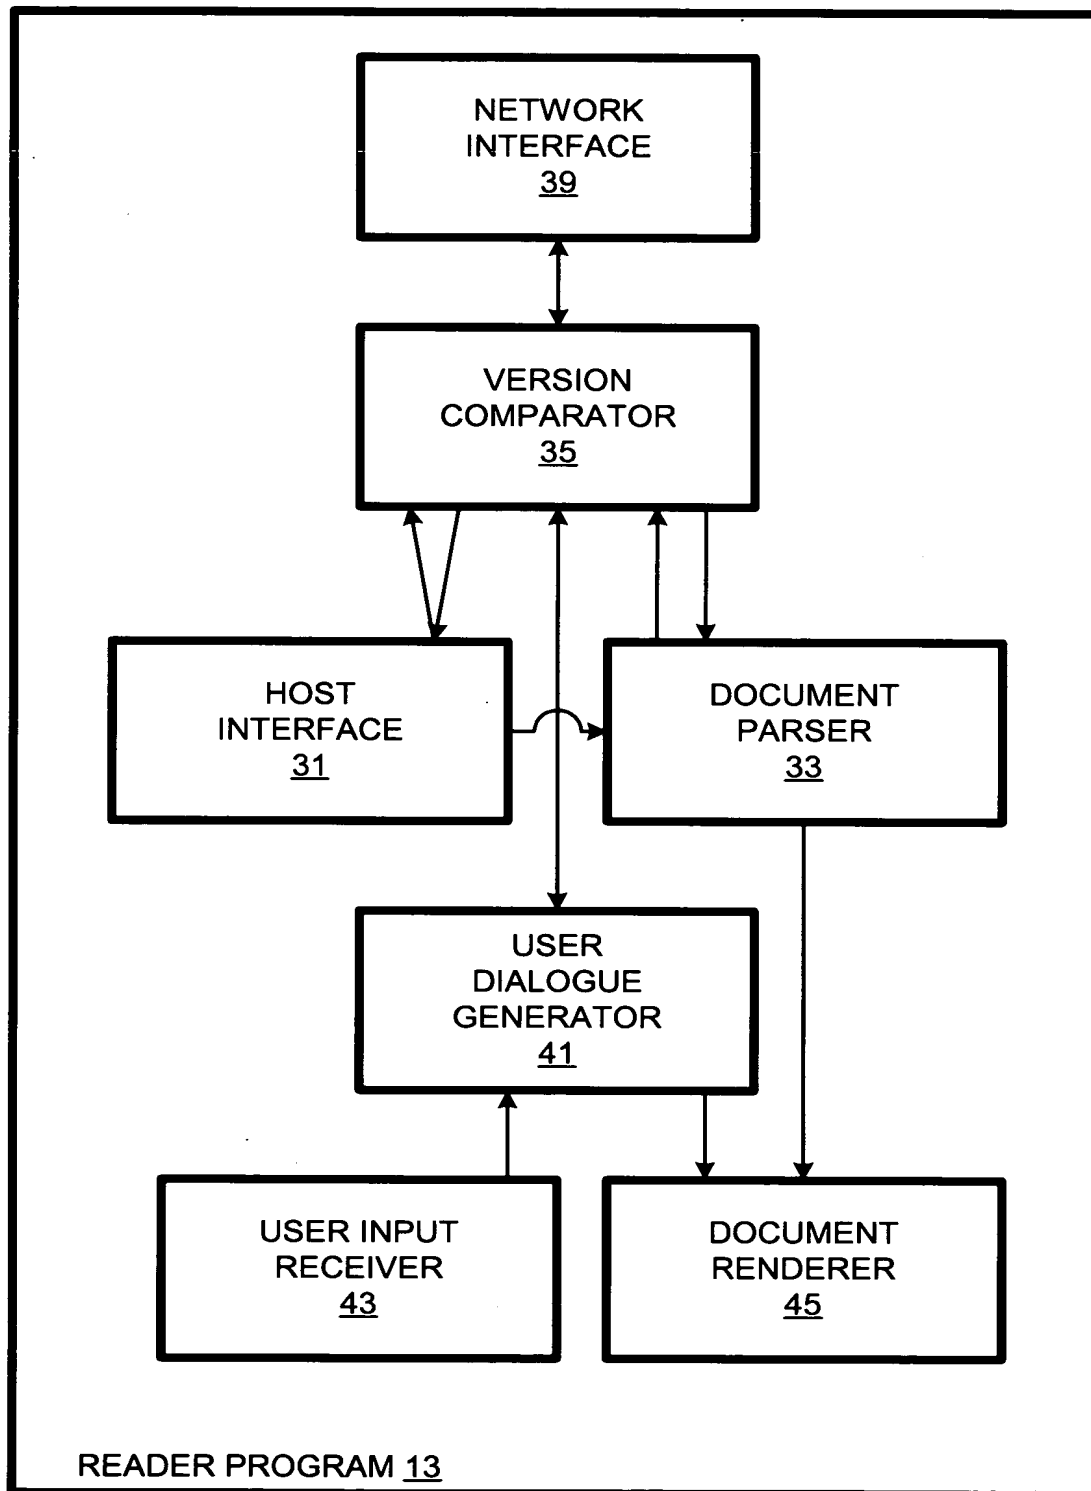 NETWORK
INTERFACE
39
VERSION
COMPARATOR
35
HOST
INTERFACE
31
DOCUMENT
PARSER
33
USER
DIALOGUE
GENERATOR
41
USER INPUT
RECEIVER
43
DOCUMENT
RENDERER
45
READER PROGRAM 13